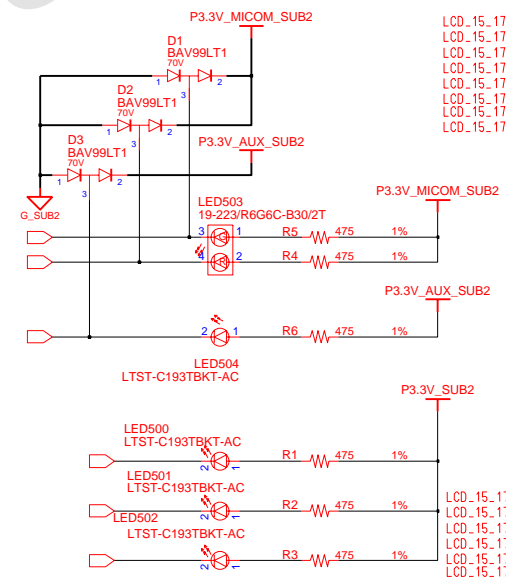 P3.3V_MICOM_SUB2
LCD_15_17
LCD_15_17
LCD_15_17
LCD_15_17
LCD_15_17
LCD_15_17
LCD_15_17
LCD_15_17
D1
BAV99LT1
70V
1
2
3
D2
BAV99LT1
70V
1
2
3
D3
BAV99LT1
70V
1
2
3
P3.3V_AUX_SUB2
G_SUB2
LED503
19-223/R6G6C-B30/2T
P3.3V_MICOM_SUB2
3
1
R5
475
1%
4
2
R4
475
1%
P3.3V_AUX_SUB2
2
1
R6
475
1%
LED504
LTST-C193TBKT-AC
P3.3V_SUB2
LED500
LTST-C193TBKT-AC
2
1
R1
475
1%
LED501
LTST-C193TBKT-AC
2
1
R2
475
1%
LED502
LTST-C193TBKT-AC
2
1
R3
475
1%
LCD_15_17
LCD_15_17
LCD_15_17
LCD_15_17
LCD_15_17
LCD_15_17